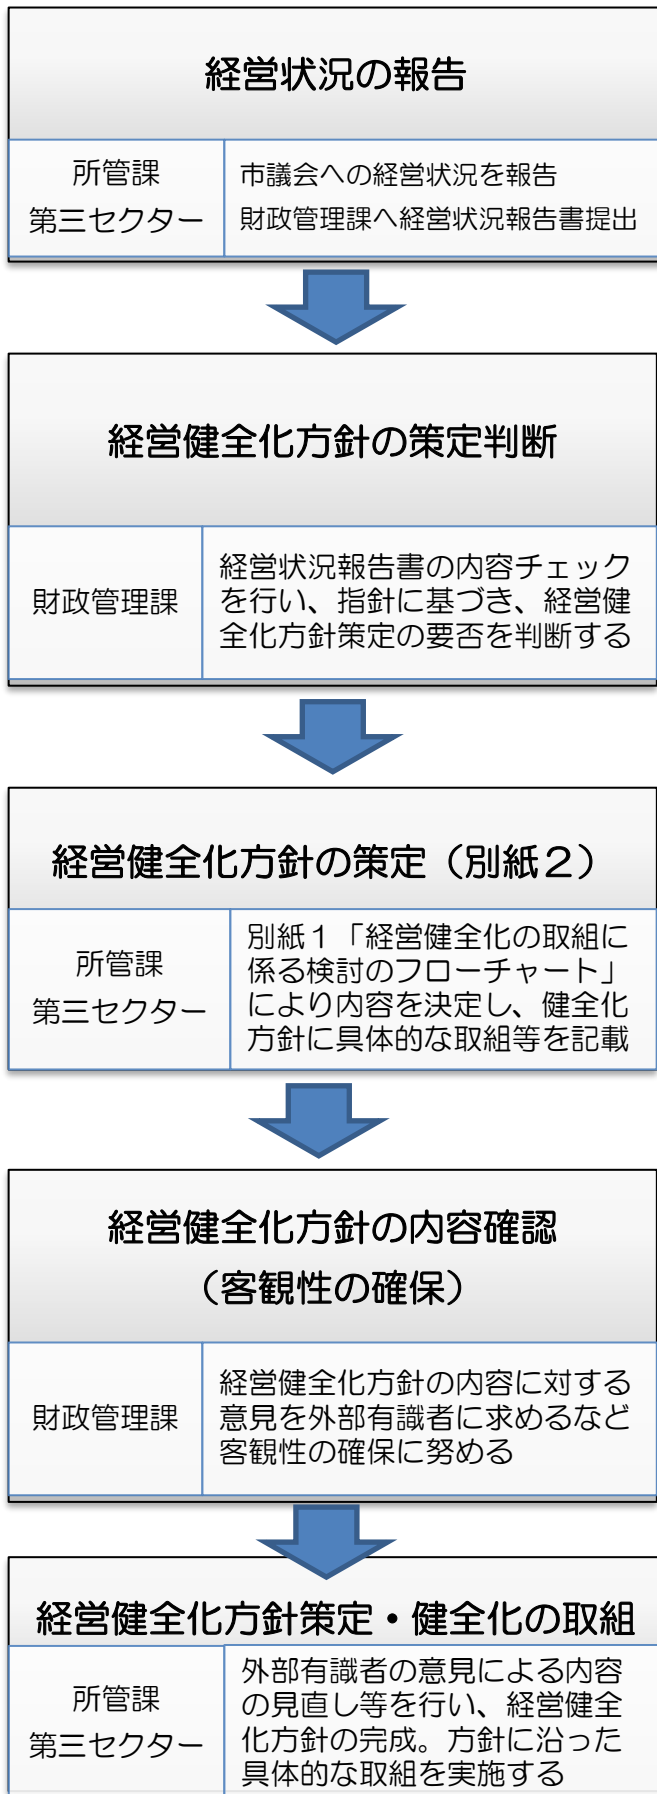 経営状況の報告
所管課
第三セクター
市議会への経営状況を報告
財政管理課へ経営状況報告書提出
経営健全化方針の策定判断
財政管理課
経営状況報告書の内容チェック
を行い、指針に基づき、経営健
全化方針策定の要否を判断する
経営健全化方針の策定（別紙２）
所管課
第三セクター
別紙１「経営健全化の取組に
係る検討のフローチャート」
により内容を決定し、健全化
方針に具体的な取組等を記載
経営健全化方針の内容確認
（客観性の確保）
財政管理課
経営健全化方針の内容に対する
意見を外部有識者に求めるなど
客観性の確保に努める
経営健全化方針策定・健全化の取組
所管課
第三セクター
外部有識者の意見による内容
の見直し等を行い、経営健全
化方針の完成。方針に沿った
具体的な取組を実施する